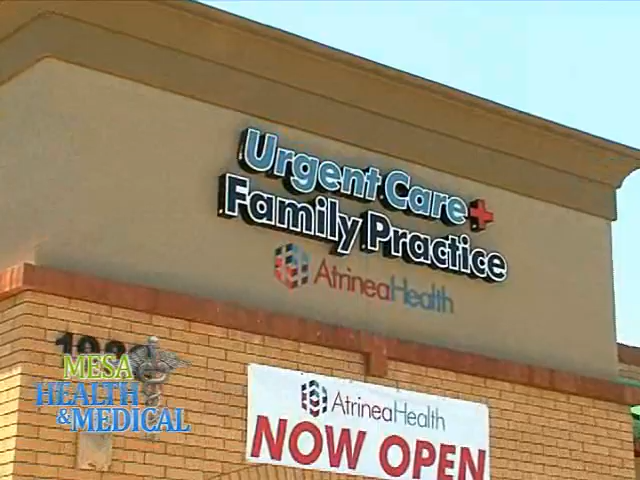 Urgent Care+
Family Practice
AtrineaHealth
MESA
HEALTH
&MEDICAL
AtrineaHealth
NOW OPEN